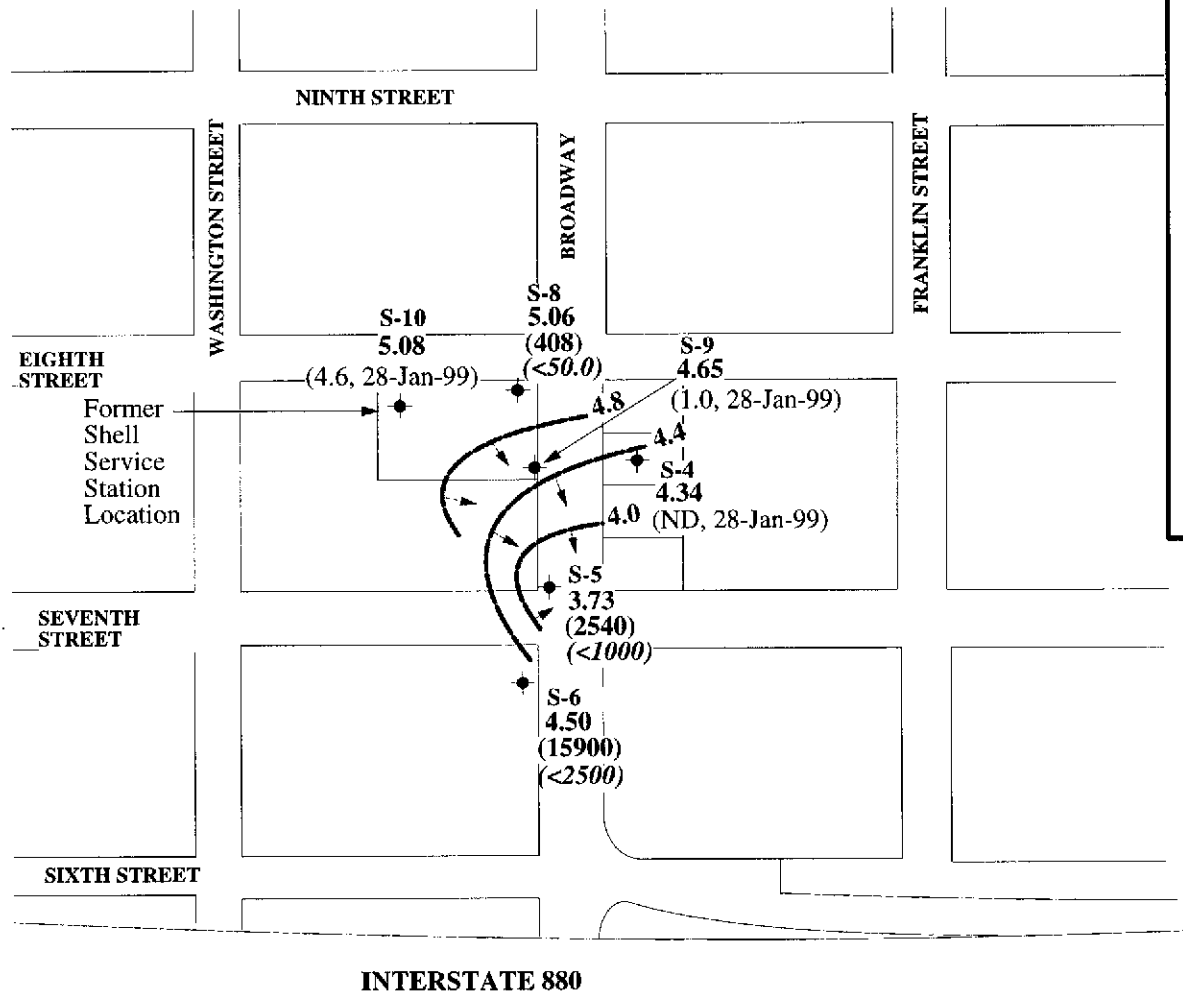 NINTH STREET
WASHINGTON STREET
BROADWAY
FRANKLIN STREET
S-8
5.06
(408)
(<50.0)
S-10
5.08
(4.6, 28-Jan-99)
S-9
4.65
(1.0, 28-Jan-99)
EIGHTH
STREET
Former
Shell
Service
Station
Location
4.8
4.4
S-4
4.34
(ND, 28-Jan-99)
4.0
S-5
3.73
(2540)
(<1000)
SEVENTH
STREET
S-6
4.50
(15900)
(<2500)
SIXTH STREET
INTERSTATE 880